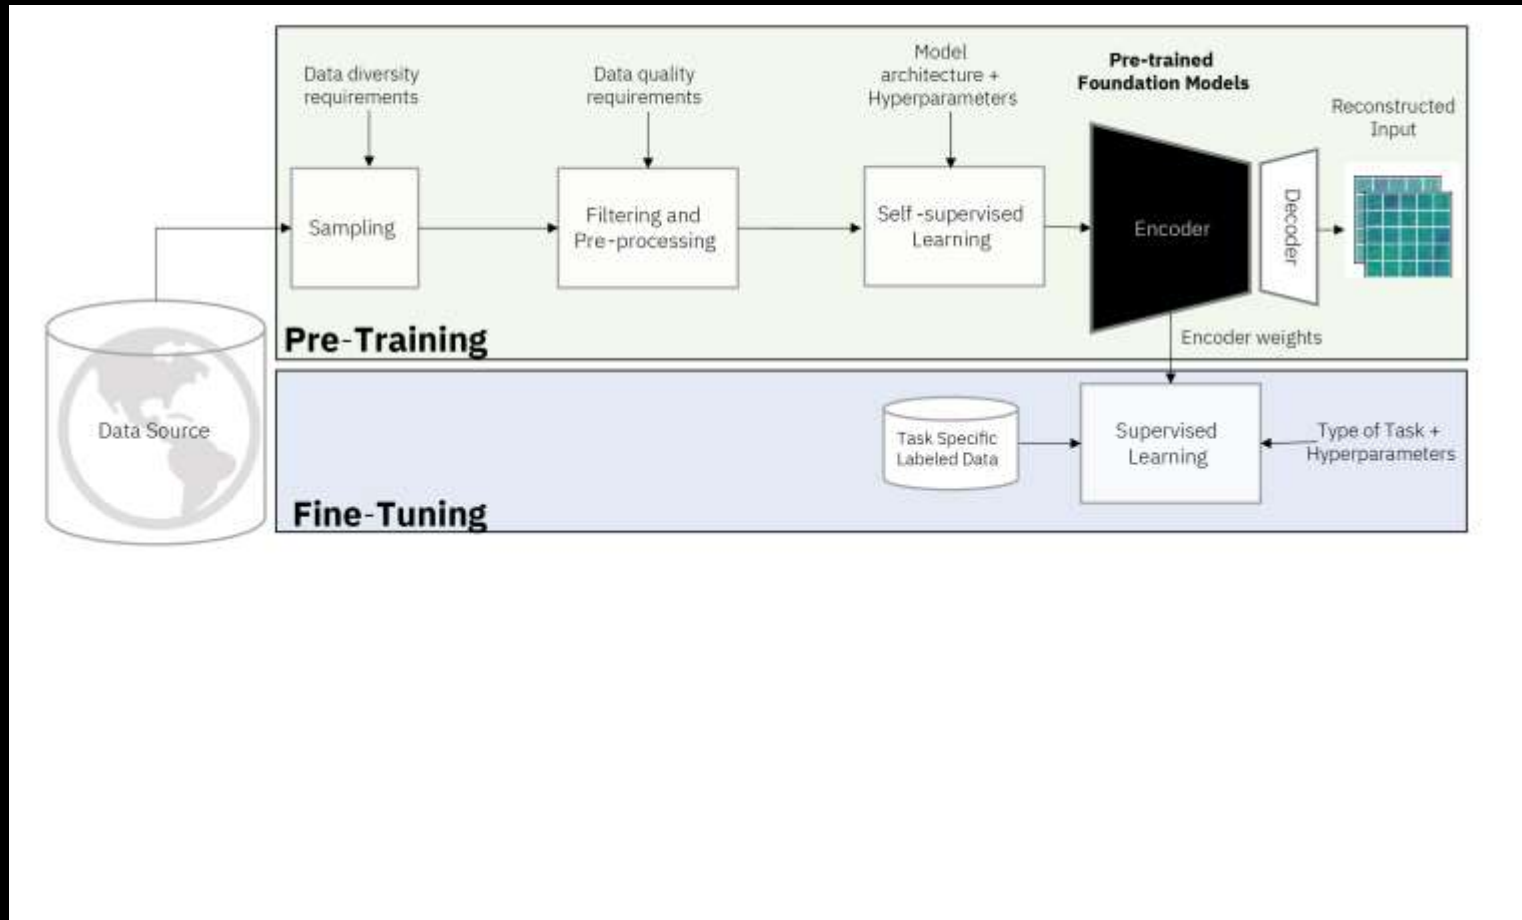 Data diversity
requirements
Data quality
requirements
Model
architecture +
Hyperparameters
Pre-trained
Foundation Models
Reconstructed
Input
Sampling
Filtering and
Pre-processing
Self-supervised
Learning
Encoder
Decoder
Pre-Training
Encoder weights
Data Source
Task Specific
Labeled Data
Supervised
Learning
Type of Task +
Hyperparameters
Fine-Tuning